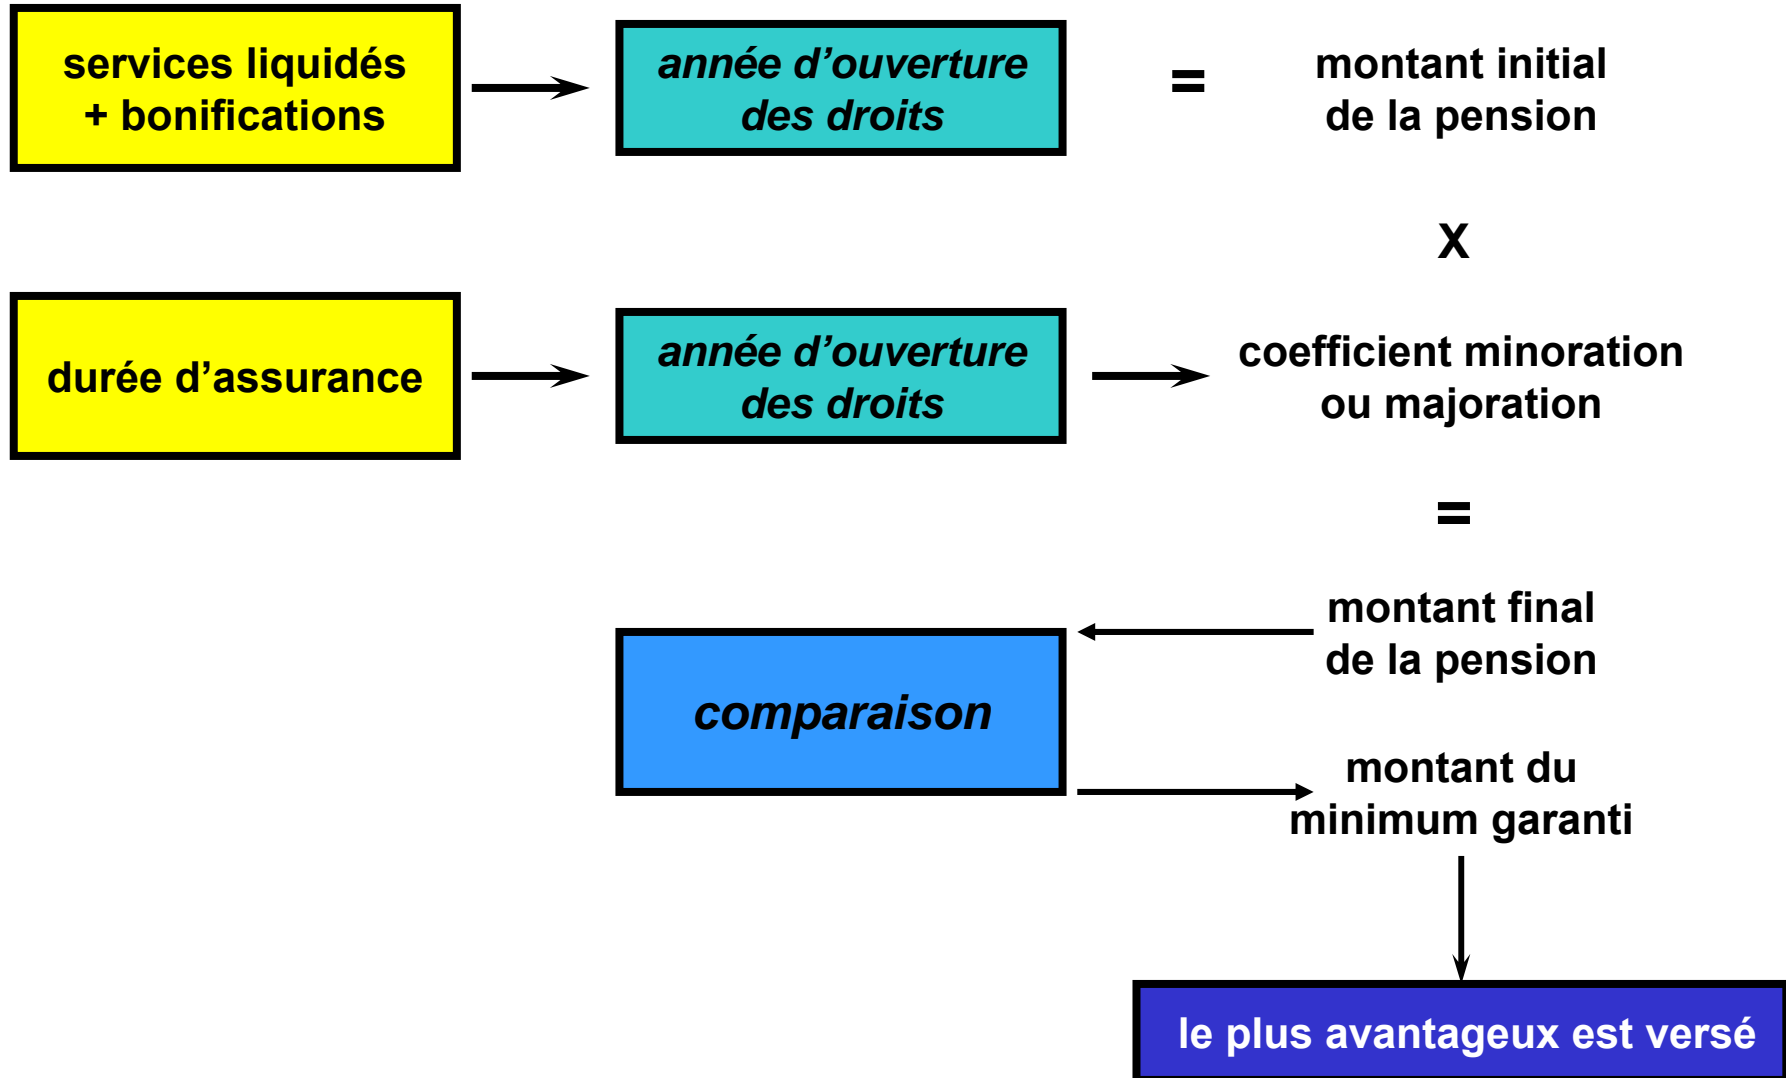 services liquidés
+ bonifications
année d’ouverture
des droits
=
montant initial
de la pension
X
durée d’assurance
année d’ouverture
des droits
coefficient minoration
ou majoration
=
montant final
de la pension
comparaison
montant du
minimum garanti
le plus avantageux est versé